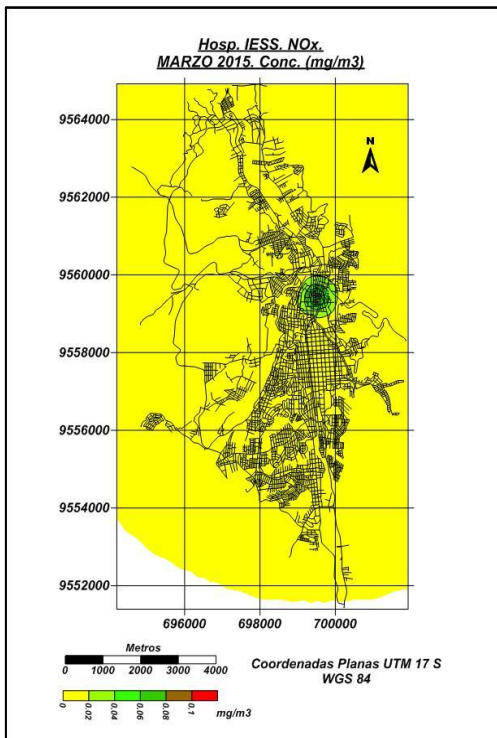 Hosp. IESS. NOx.
MARZO 2015. Conc. (mg/m3)
N
9564000
9562000
9560000
9558000
9556000
9554000
9552000
696000 698000 700000
Metros
0 1000 2000 3000 4000
Coordenadas Planas UTM 17 S
WGS 84
0 0.02 0.04 0.06 0.08 0.1
mg/m3